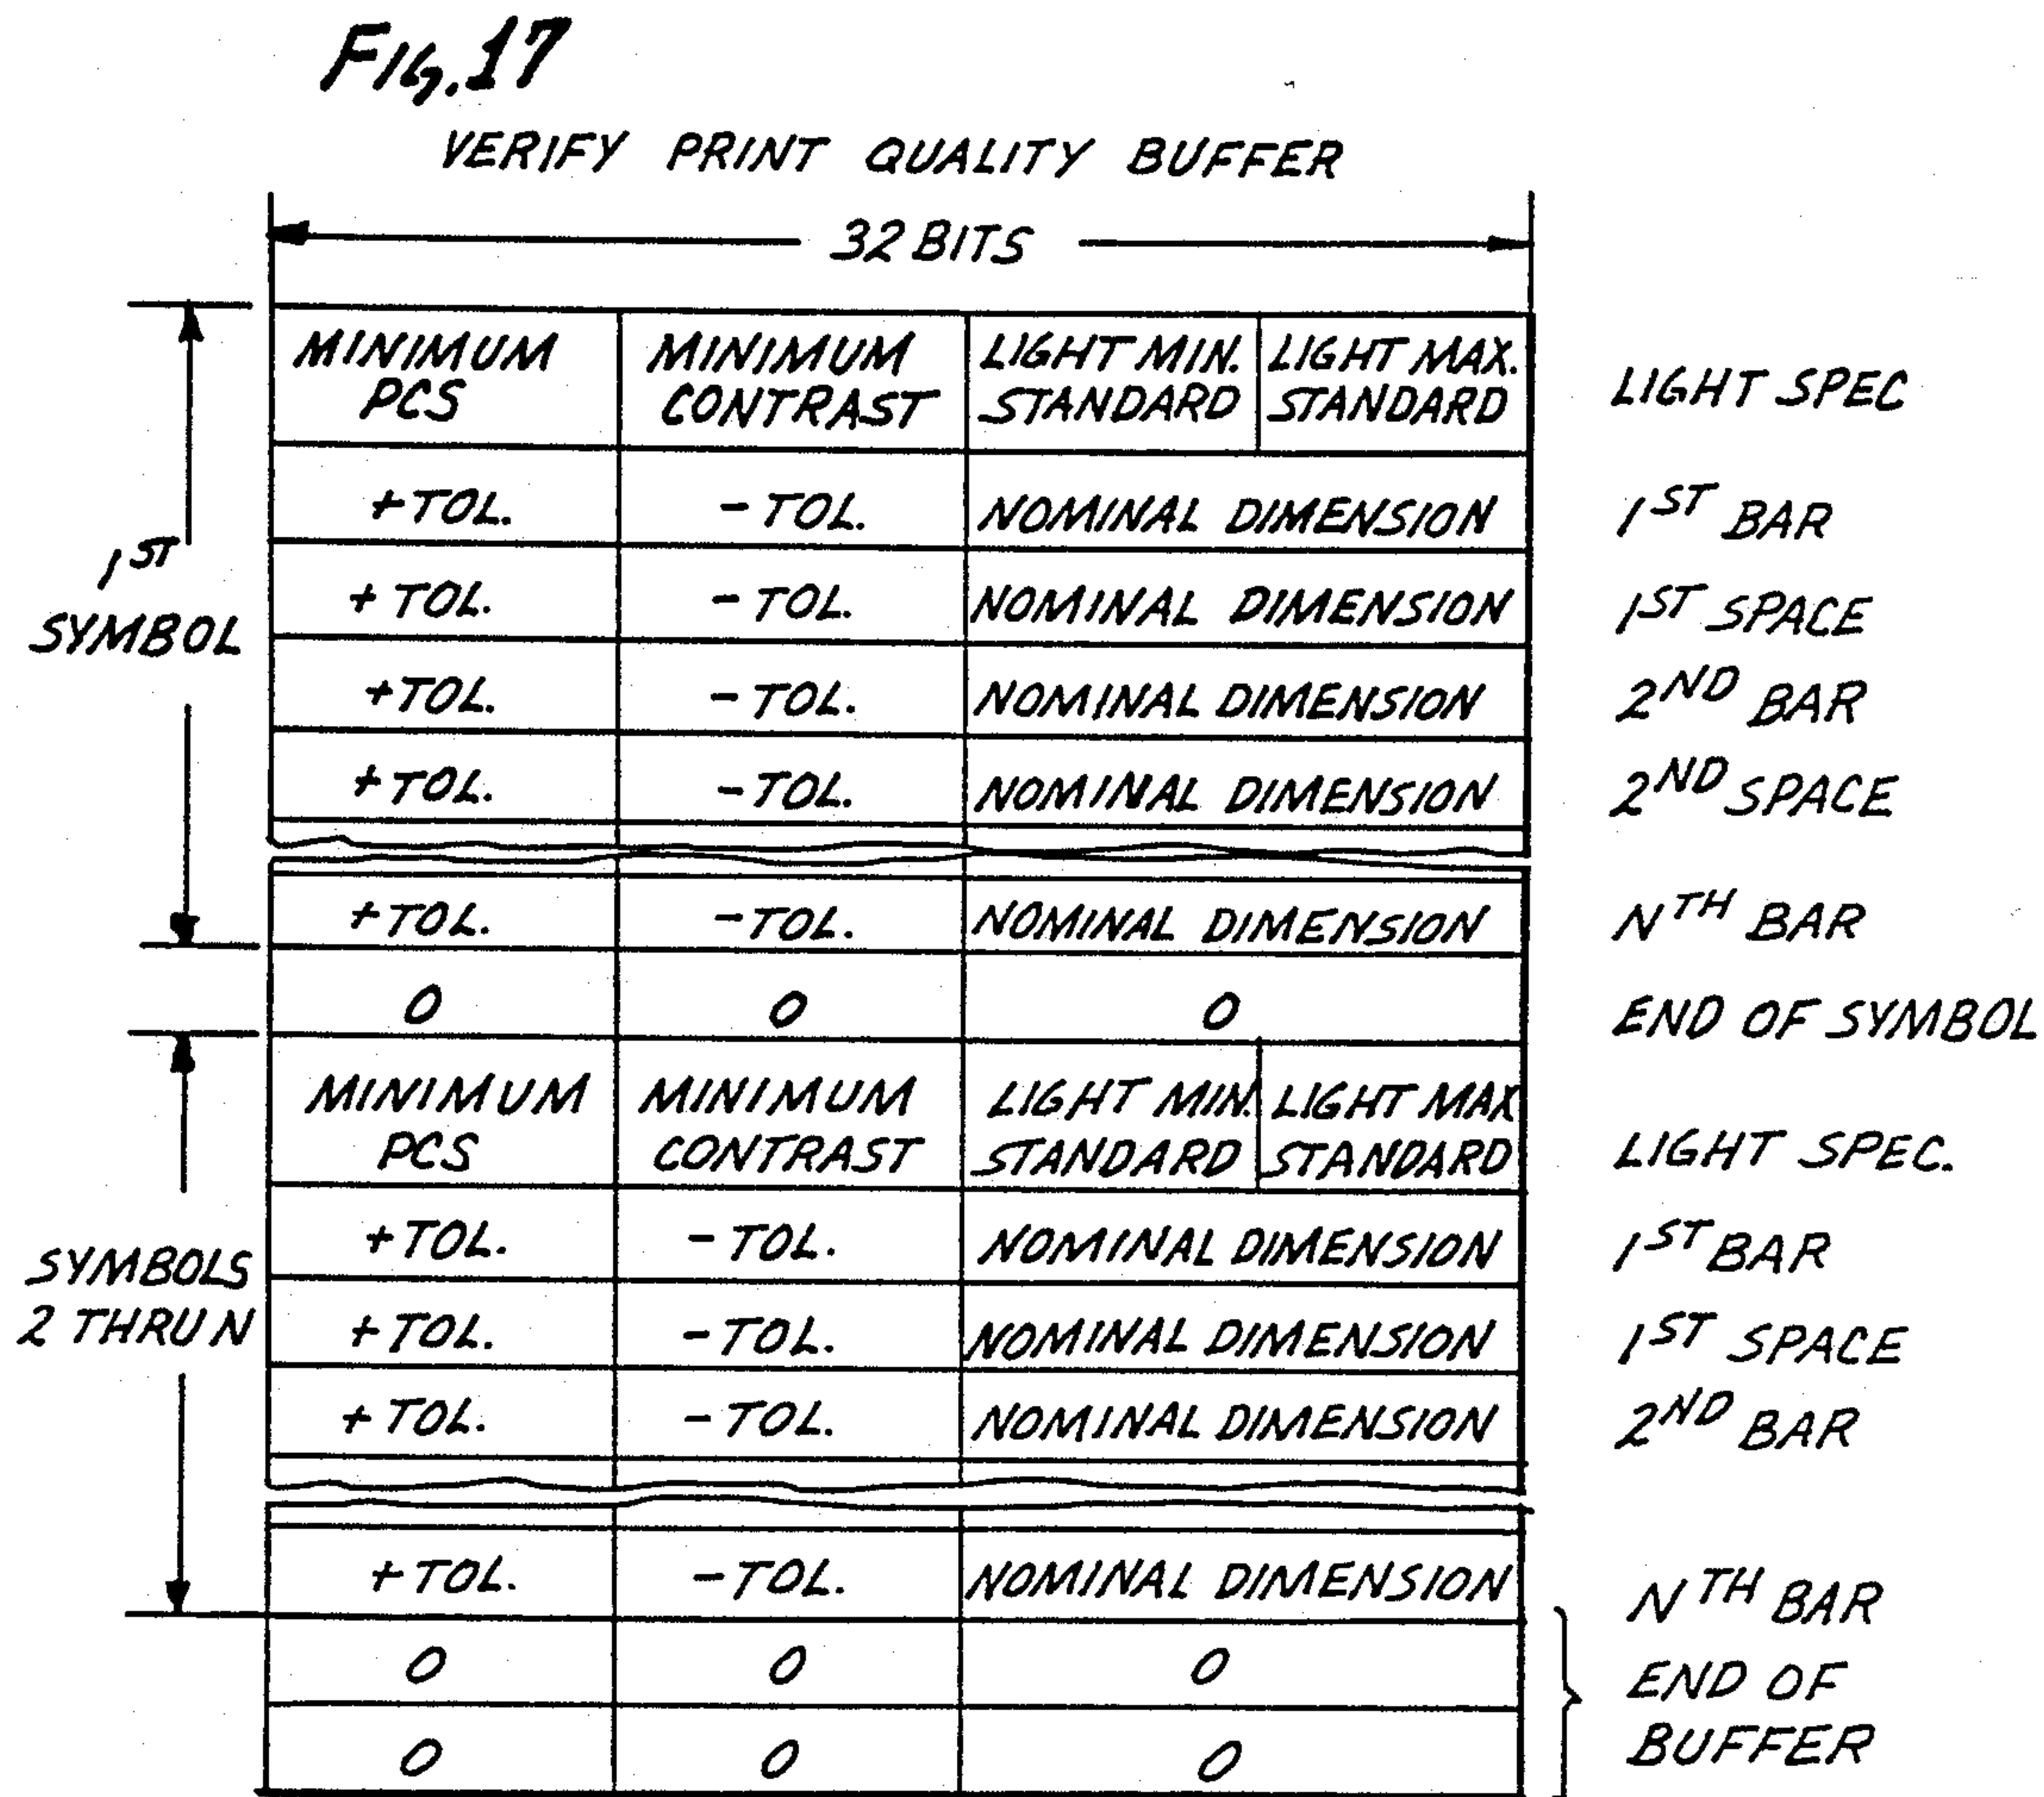 FIG. 17
VERIFY PRINT QUALITY BUFFER
32 BITS
MINIMUM PCS MINIMUM CONTRAST LIGHT MIN. STANDARD LIGHT MAX. STANDARD LIGHT SPEC
+TOL. -TOL. NOMINAL DIMENSION 1ST BAR
1ST SYMBOL
+TOL. -TOL. NOMINAL DIMENSION 1ST SPACE
+TOL. -TOL. NOMINAL DIMENSION 2ND BAR
+TOL. -TOL. NOMINAL DIMENSION 2ND SPACE
+TOL. -TOL. NOMINAL DIMENSION NTH BAR
0 0 0 END OF SYMBOL
MINIMUM PCS MINIMUM CONTRAST LIGHT MIN. STANDARD LIGHT MAX STANDARD LIGHT SPEC.
+TOL. -TOL. NOMINAL DIMENSION 1ST BAR
SYMBOLS 2 THRU N
+TOL. -TOL. NOMINAL DIMENSION 1ST SPACE
+TOL. -TOL. NOMINAL DIMENSION 2ND BAR
+TOL. -TOL. NOMINAL DIMENSION NTH BAR
0 0 0 END OF
0 0 0 BUFFER